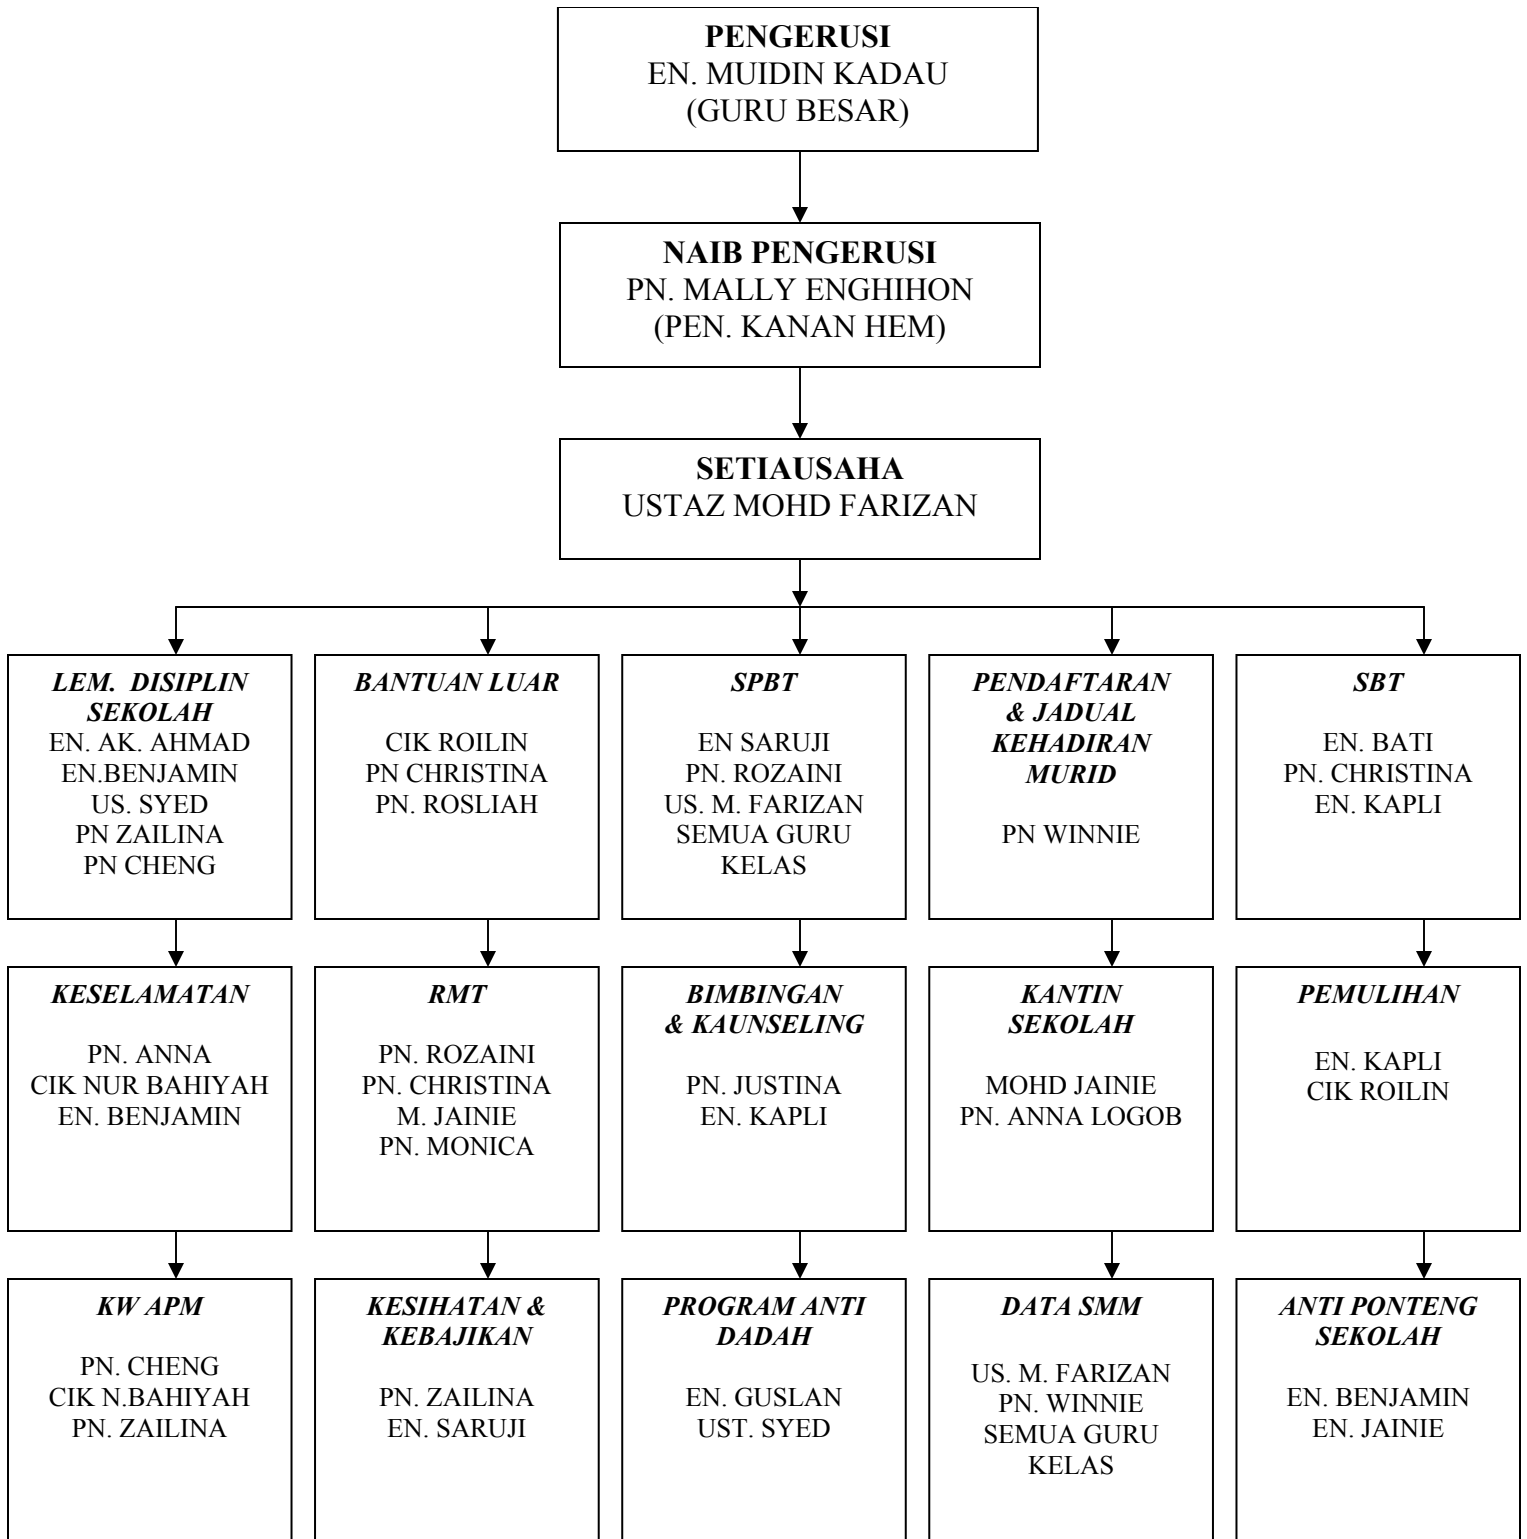 PENGERUSI
EN. MUIDIN KADAU
(GURU BESAR)
NAIB PENGERUSI
PN. MALLY ENGHIHON
(PEN. KANAN HEM)
SETIAUSAHA
USTAZ MOHD FARIZAN
LEM. DISIPLIN
SEKOLAH
EN. AK. AHMAD
EN.BENJAMIN
US. SYED
PN ZAILINA
PN CHENG
BANTUAN LUAR
CIK ROILIN
PN CHRISTINA
PN. ROSLIAH
SPBT
EN SARUJI
PN. ROZAINI
US. M. FARIZAN
SEMUA GURU
KELAS
PENDAFTARAN
& JADUAL
KEHADIRAN
MURID
PN WINNIE
SBT
EN. BATI
PN. CHRISTINA
EN. KAPLI
KESELAMATAN
PN. ANNA
CIK NUR BAHIYAH
EN. BENJAMIN
RMT
PN. ROZAINI
PN. CHRISTINA
M. JAINIE
PN. MONICA
BIMBINGAN
& KAUNSELING
PN. JUSTINA
EN. KAPLI
KANTIN
SEKOLAH
MOHD JAINIE
PN. ANNA LOGOB
PEMULIHAN
EN. KAPLI
CIK ROILIN
KW APM
PN. CHENG
CIK N.BAHIYAH
PN. ZAILINA
KESIHATAN &
KEBAJIKAN
PN. ZAILINA
EN. SARUJI
PROGRAM ANTI
DADAH
EN. GUSLAN
UST. SYED
DATA SMM
US. M. FARIZAN
PN. WINNIE
SEMUA GURU
KELAS
ANTI PONTENG
SEKOLAH
EN. BENJAMIN
EN. JAINIE